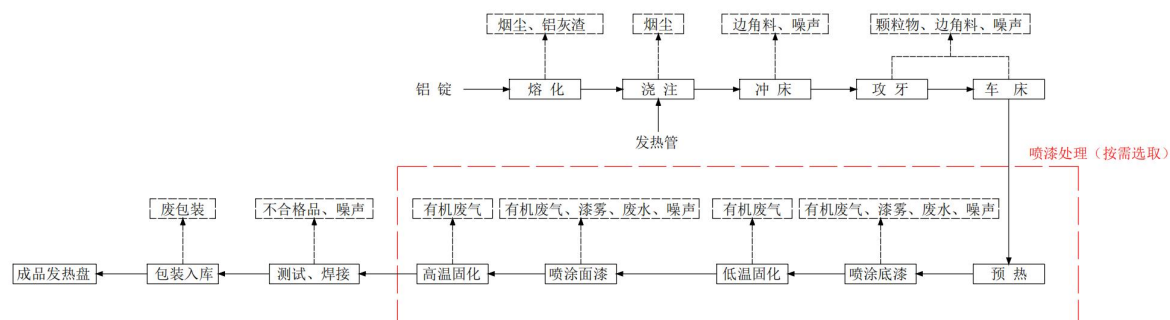 烟尘、铝灰渣
烟尘
边角料、噪声
颗粒物、边角料、噪声
铝 锭
熔 化
浇 注
冲 床
攻 牙
车 床
发热管
喷漆处理（按需选取）
废包装
不合格品、噪声
有机废气
有机废气、漆雾、废水、噪声
有机废气
有机废气、漆雾、废水、噪声
成品发热盘
包装入库
测试、焊接
高温固化
喷涂面漆
低温固化
喷涂底漆
预 热